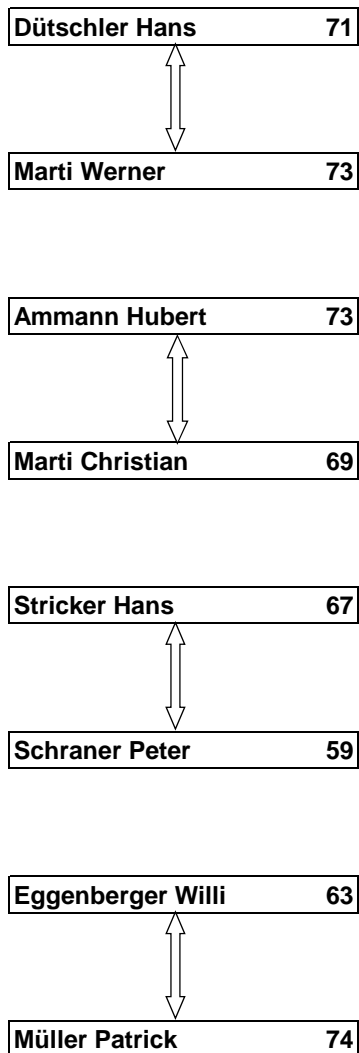 Dütschler Hans 71
Marti Werner 73
Ammann Hubert 73
Marti Christian 69
Stricker Hans 67
Schraner Peter 59
Eggenberger Willi 63
Müller Patrick 74